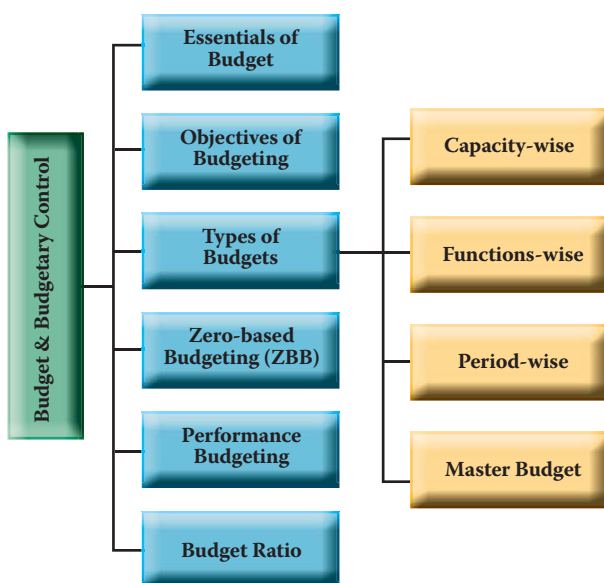 Budget & Budgetary Control
Essentials of
Budget
Objectives of
Budgeting
Types of
Budgets
Zero-based
Budgeting (ZBB)
Performance
Budgeting
Budget Ratio
Capacity-wise
Functions-wise
Period-wise
Master Budget